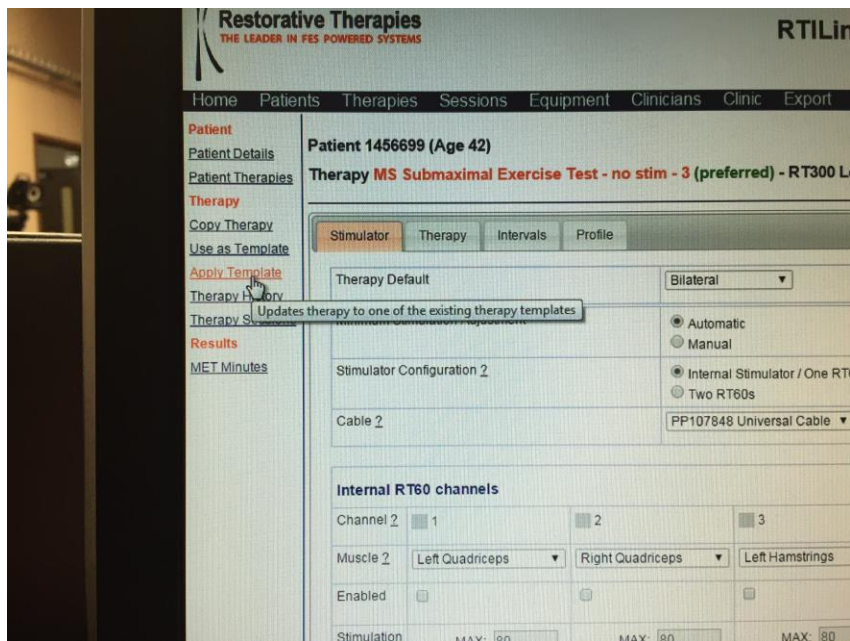 Restorative Therapies
THE LEADER IN FES POWERED SYSTEMS
RTILin
Home Patients Therapies Sessions Equipment Clinicians Clinic Export
Patient
Patient Details
Patient Therapies
Therapy
Copy Therapy
Use as Template
Apply Template
Therapy History
Therapy
Results
MET Minutes
Patient 1456699 (Age 42)
Therapy MS Submaximal Exercise Test - no stim - 3 (preferred) - RT300 L
Stimulator Therapy Intervals Profile
Therapy Default Bilateral
Updates therapy to one of the existing therapy templates
Automatic
Manual
Stimulator Configuration ? Internal Stimulator / One RT6
Two RT60s
Cable ? PP107848 Universal Cable
Internal RT60 channels
Channel ? 1 2 3
Muscle ? Left Quadriceps Right Quadriceps Left Hamstrings
Enabled
Stimulation MAX: 80 MAX: 80 MAX: 80